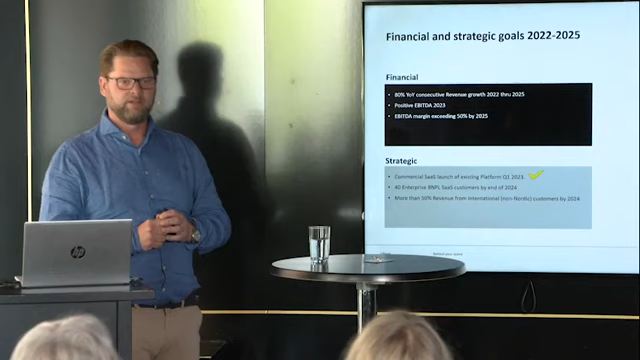 Financial and strategic goals 2022-2025
Financial
• 80% YoY consecutive Revenue growth 2022 thru 2025
• Positive EBITDA 2023
• EBITDA margin exceeding 50% by 2025
Strategic
• Commercial SaaS launch of existing Platform Q1 2023
• 40 Enterprise BNPL SaaS customers by end of 2024
• More than 50% Revenue from International (non-Nordic) customers by 2024
hp